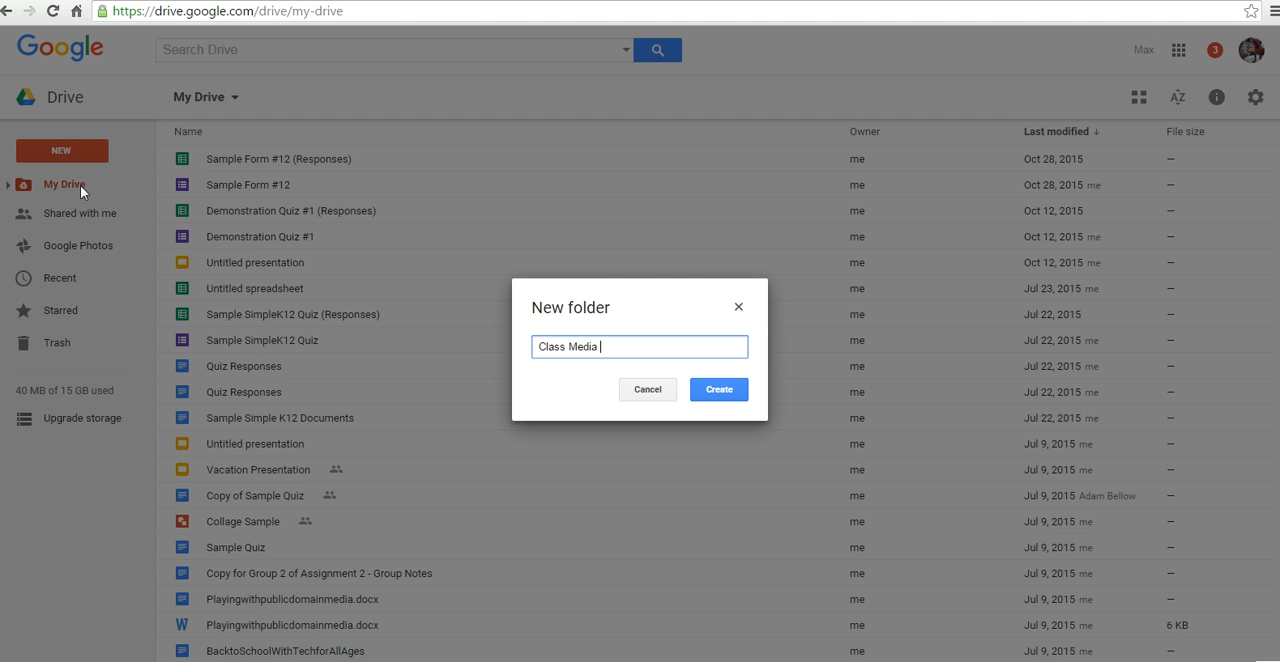 https://drive.google.com/drive/my-drive
Google
Search Drive
Max
3
Drive
My Drive
AZ
NEW
My Drive
Shared with me
Google Photos
Recent
Starred
Trash
40 MB of 15 GB used
Upgrade storage
Name Owner Last modified File size
Sample Form #12 (Responses) me Oct 28, 2015 —
Sample Form #12 me Oct 28, 2015 me —
Demonstration Quiz #1 (Responses) me Oct 12, 2015 —
Demonstration Quiz #1 me Oct 12, 2015 me —
Untitled presentation me Oct 12, 2015 me —
Untitled spreadsheet me Jul 23, 2015 me —
Sample SimpleK12 Quiz (Responses) me Jul 22, 2015 —
Sample SimpleK12 Quiz me Jul 22, 2015 me —
Quiz Responses me Jul 22, 2015 me —
Quiz Responses me Jul 22, 2015 me —
Sample Simple K12 Documents me Jul 22, 2015 me —
Untitled presentation me Jul 9, 2015 me —
Vacation Presentation me Jul 9, 2015 me —
Copy of Sample Quiz me Jul 9, 2015 Adam Bellow —
Collage Sample me Jul 9, 2015 me —
Sample Quiz me Jul 9, 2015 me —
Copy for Group 2 of Assignment 2 - Group Notes me Jul 9, 2015 me —
Playingwithpublicdomainmedia.docx me Jul 9, 2015 me —
W Playingwithpublicdomainmedia.docx me Jul 9, 2015 me 6 KB
BacktoSchoolWithTechforAllAges me Jul 9, 2015 me —
New folder
Class Media
Cancel Create